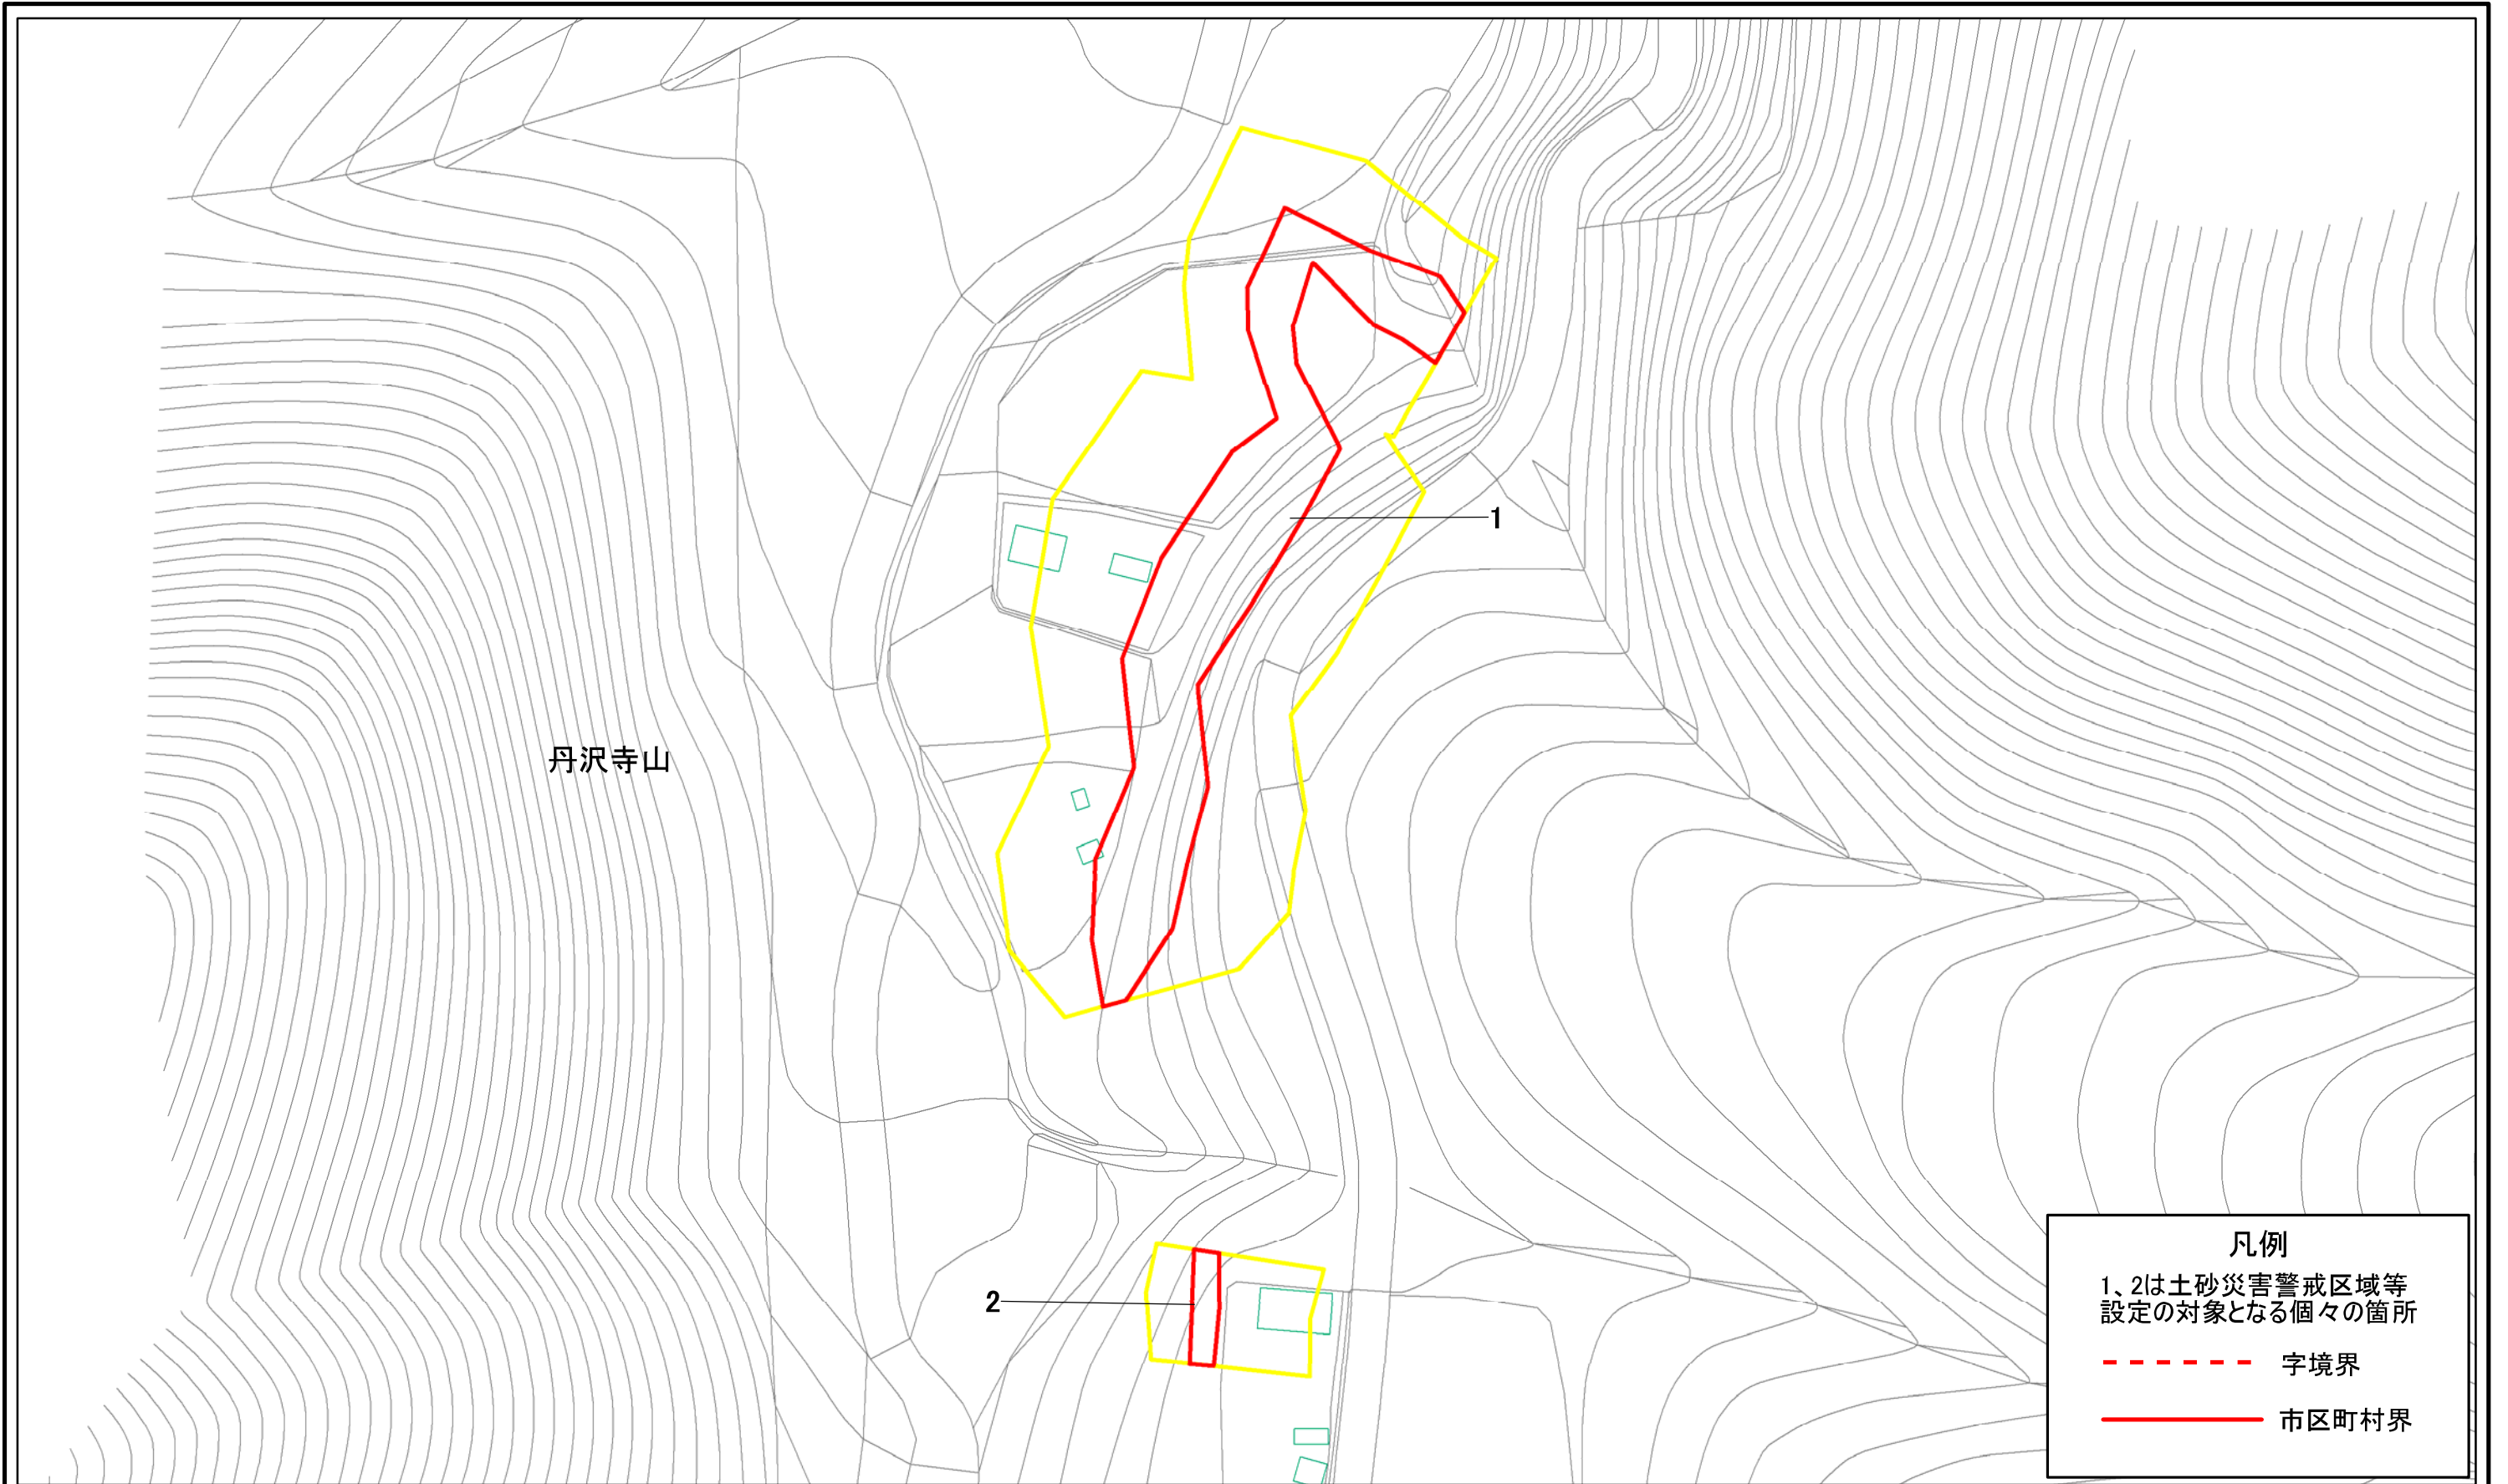 1
丹沢寺山
2
凡例
1、2は土砂災害警戒区域等
設定の対象となる個々の箇所
字境界
市区町村界